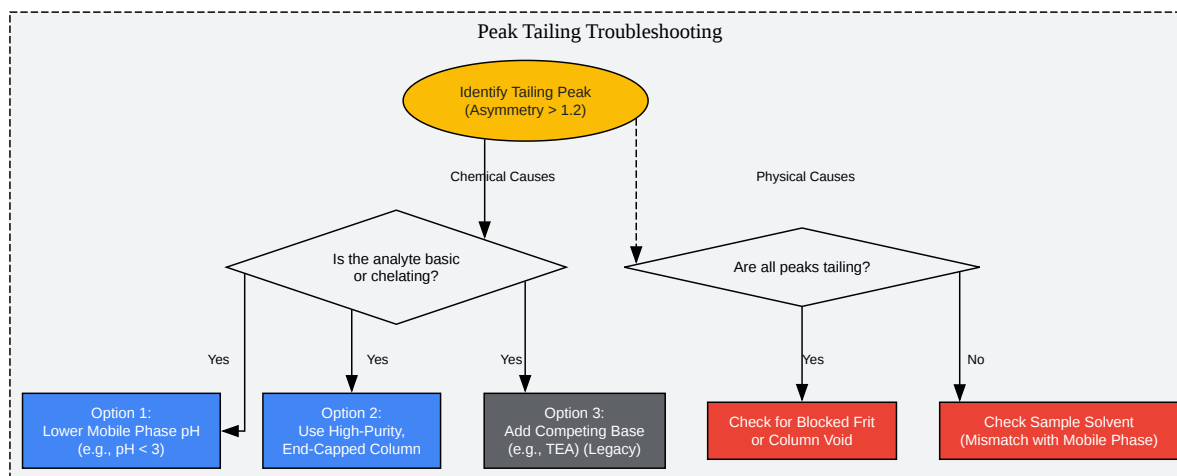 Peak Tailing Troubleshooting
Identify Tailing Peak
(Asymmetry > 1.2)
Chemical Causes
Physical Causes
Is the analyte basic
or chelating?
Are all peaks tailing?
Yes
Yes
Yes
Yes
No
Option 1:
Lower Mobile Phase pH
(e.g., pH < 3)
Option 2:
Use High-Purity,
End-Capped Column
Option 3:
Add Competing Base
(e.g., TEA) (Legacy)
Check for Blocked Frit
or Column Void
Check Sample Solvent
(Mismatch with Mobile Phase)